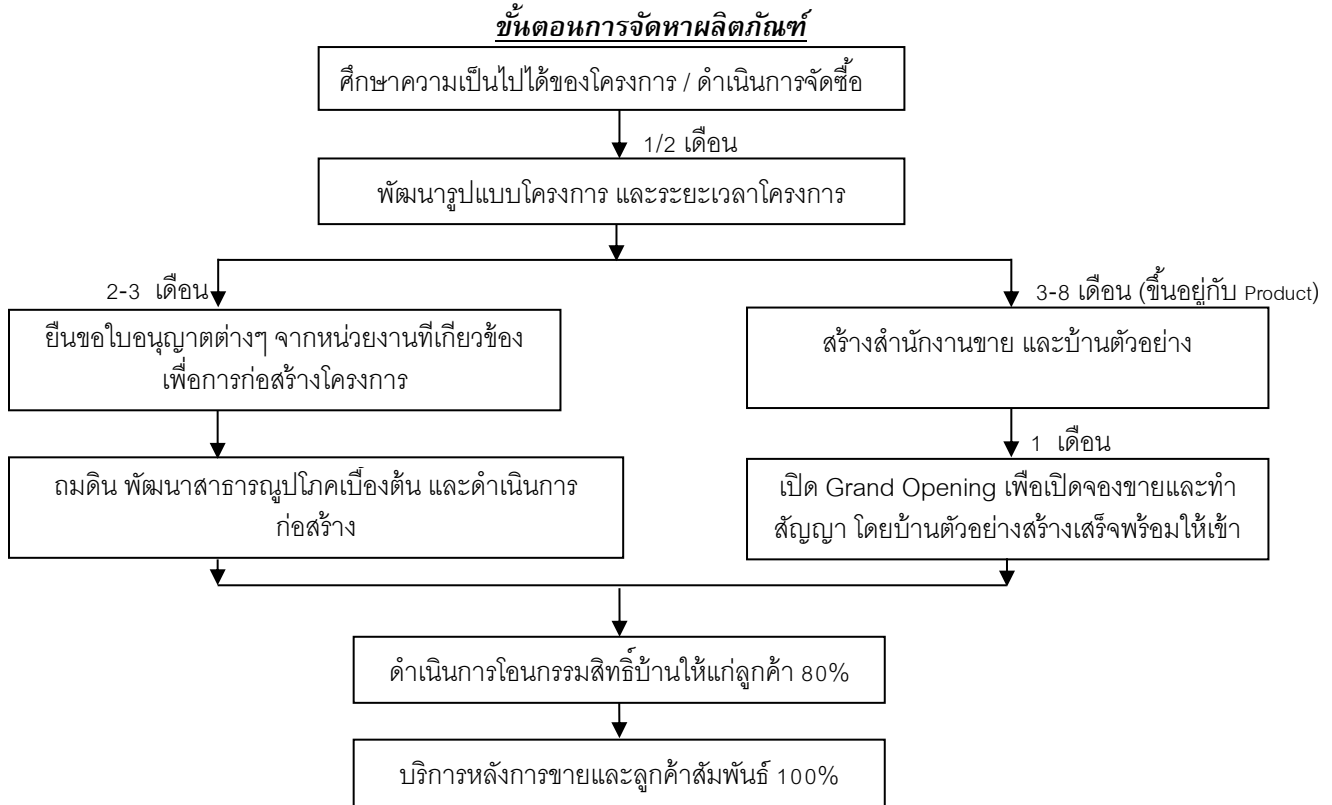 ขั้นตอนการจัดหาผลิตภัณฑ์
ศึกษาความเป็นไปได้ของโครงการ / ดำเนินการจัดซื้อ
1/2 เดือน
พัฒนารูปแบบโครงการ และระยะเวลาโครงการ
2-3 เดือน
3-8 เดือน (ขึ้นอยู่กับ Product)
ยื่นขอใบอนุญาตต่างๆ จากหน่วยงานที่เกี่ยวข้อง
เพื่อการก่อสร้างโครงการ
สร้างสำนักงานขาย และบ้านตัวอย่าง
1 เดือน
ถมดิน พัฒนาสาธารณูปโภคเบื้องต้น และดำเนินการ
ก่อสร้าง
เปิด Grand Opening เพื่อเปิดจองขายและทำ
สัญญา โดยบ้านตัวอย่างสร้างเสร็จพร้อมให้เข้า
ดำเนินการโอนกรรมสิทธิ์บ้านให้แก่ลูกค้า 80%
บริการหลังการขายและลูกค้าสัมพันธ์ 100%